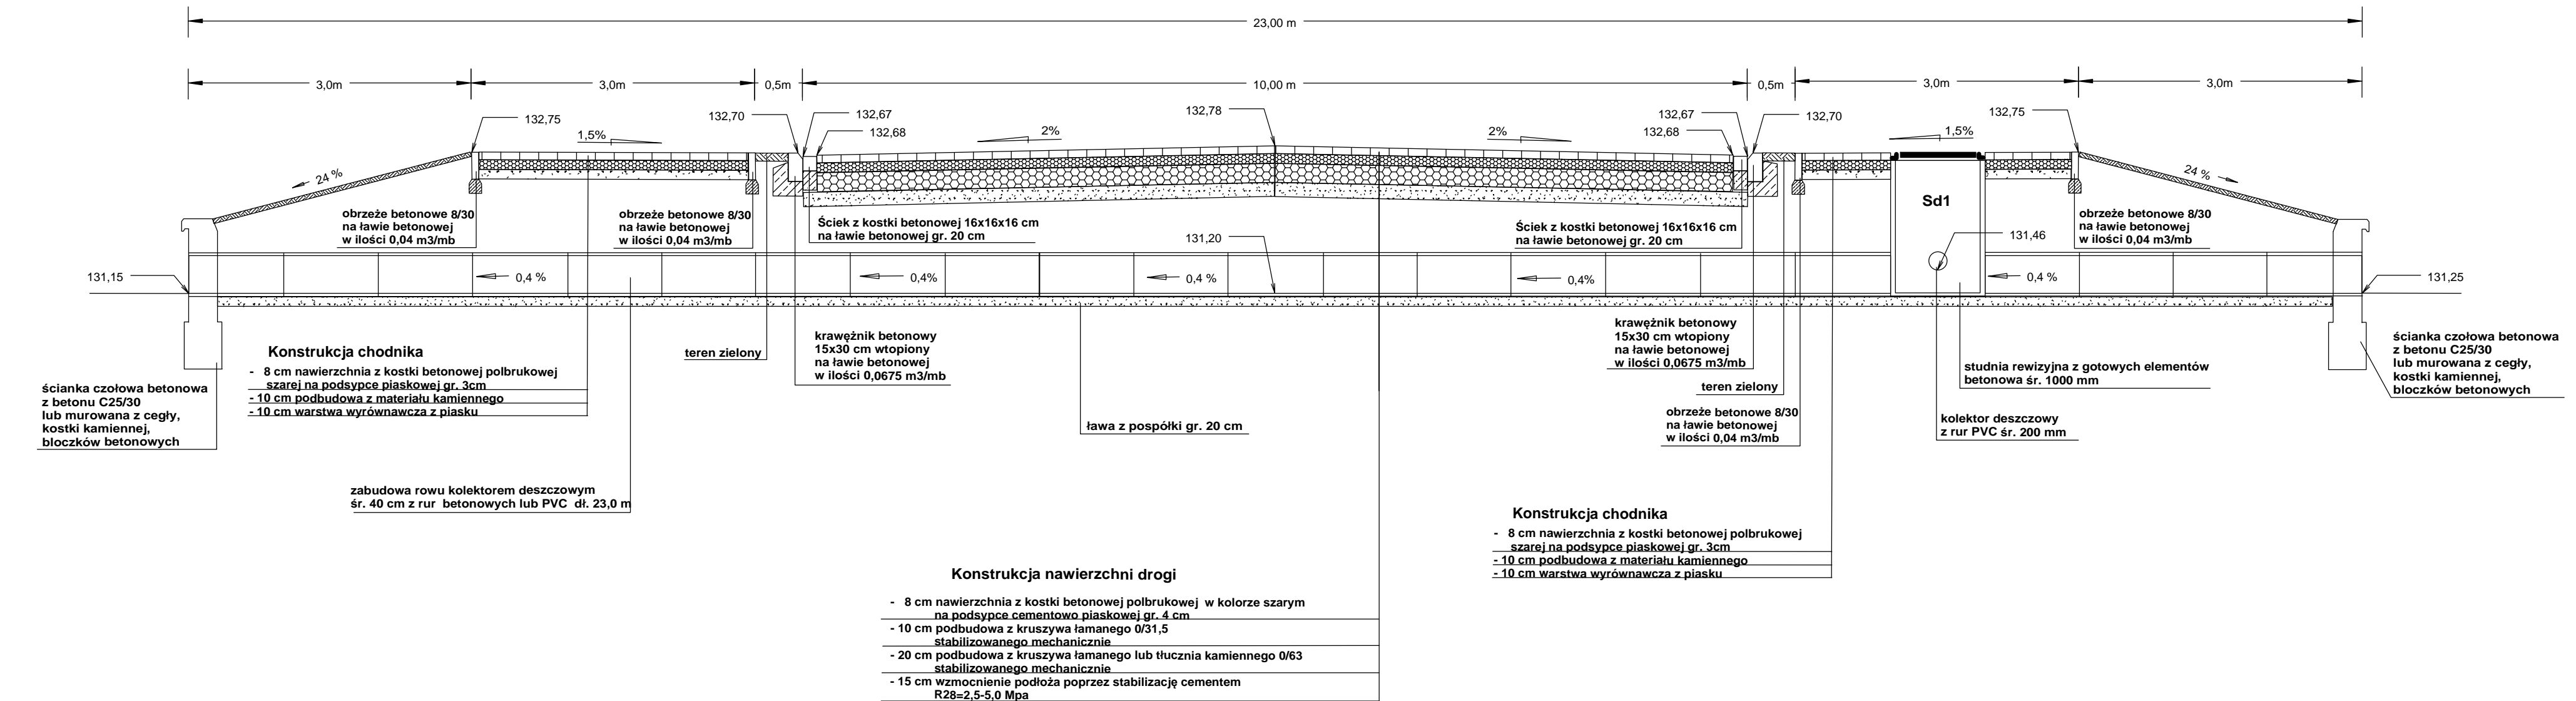 23,00 m
3,0m
3,0m
0,5m
10,00 m
0,5m
3,0m
3,0m
132,75
1,5%
132,70
132,67
132,68
2%
132,78
2%
132,67
132,68
132,70
1,5%
132,75
24 %
24 %
obrzeże betonowe 8/30
na ławie betonowej
w ilości 0,04 m3/mb
obrzeże betonowe 8/30
na ławie betonowej
w ilości 0,04 m3/mb
Ściek z kostki betonowej 16x16x16 cm
na ławie betonowej gr. 20 cm
131,20
Ściek z kostki betonowej 16x16x16 cm
na ławie betonowej gr. 20 cm
Sd1
131,46
obrzeże betonowe 8/30
na ławie betonowej
w ilości 0,04 m3/mb
131,15
0,4 %
0,4%
0,4 %
0,4%
0,4 %
131,25
ścianka czołowa betonowa
z betonu C25/30
lub murowana z cegły,
kostki kamiennej,
bloczków betonowych
Konstrukcja chodnika
- 8 cm nawierzchnia z kostki betonowej polbrukowej
szarej na podsypce piaskowej gr. 3cm
- 10 cm podbudowa z materiału kamiennego
- 10 cm warstwa wyrównawcza z piasku
teren zielony
krawężnik betonowy
15x30 cm wtopiony
na ławie betonowej
w ilości 0,0675 m3/mb
ława z pospółki gr. 20 cm
krawężnik betonowy
15x30 cm wtopiony
na ławie betonowej
w ilości 0,0675 m3/mb
teren zielony
obrzeże betonowe 8/30
na ławie betonowej
w ilości 0,04 m3/mb
studnia rewizyjna z gotowych elementów
betonowa śr. 1000 mm
kolektor deszczowy
z rur PVC śr. 200 mm
ścianka czołowa betonowa
z betonu C25/30
lub murowana z cegły,
kostki kamiennej,
bloczków betonowych
zabudowa rowu kolektorem deszczowym
śr. 40 cm z rur betonowych lub PVC dł. 23,0 m
Konstrukcja chodnika
- 8 cm nawierzchnia z kostki betonowej polbrukowej
szarej na podsypce piaskowej gr. 3cm
- 10 cm podbudowa z materiału kamiennego
- 10 cm warstwa wyrównawcza z piasku
Konstrukcja nawierzchni drogi
- 8 cm nawierzchnia z kostki betonowej polbrukowej w kolorze szarym
na podsypce cementowo piaskowej gr. 4 cm
- 10 cm podbudowa z kruszywa łamanego 0/31,5
stabilizowanego mechanicznie
- 20 cm podbudowa z kruszywa łamanego lub tłucznia kamiennego 0/63
stabilizowanego mechanicznie
- 15 cm wzmocnienie podłoża poprzez stabilizację cementem
R28=2,5-5,0 Mpa